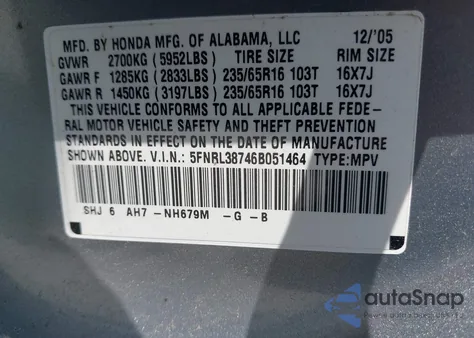 MFD. BY HONDA MFG. OF ALABAMA, LLC 12/'05
GVWR 2700KG (5952LBS) TIRE SIZE RIM SIZE
GAWR F 1285KG (2833LBS) 235/65R16 103T 16X7J
GAWR R 1450KG (3197LBS) 235/65R16 103T 16X7J
THIS VEHICLE CONFORMS TO ALL APPLICABLE FEDE-
RAL MOTOR VEHICLE SAFETY AND THEFT PREVENTION
STANDARDS IN EFFECT ON THE DATE OF MANUFACTURE
SHOWN ABOVE. V.I.N.: 5FNRL38746B051464 TYPE:MPV
SHJ 6 AH7 -NH679M -G -B
autoSnap